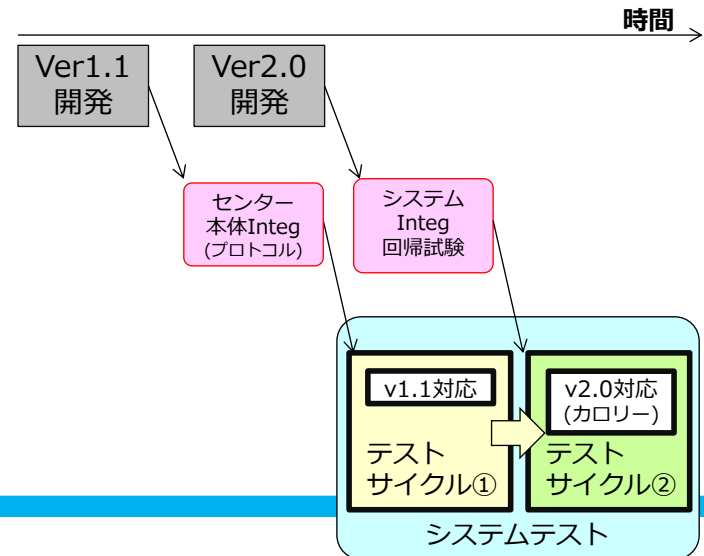 時間
Ver1.1
開発
Ver2.0
開発
センター
本体Integ
(プロトコル)
システム
Integ
回帰試験
v1.1対応
テスト
サイクル①
v2.0対応
(カロリー)
テスト
サイクル②
システムテスト